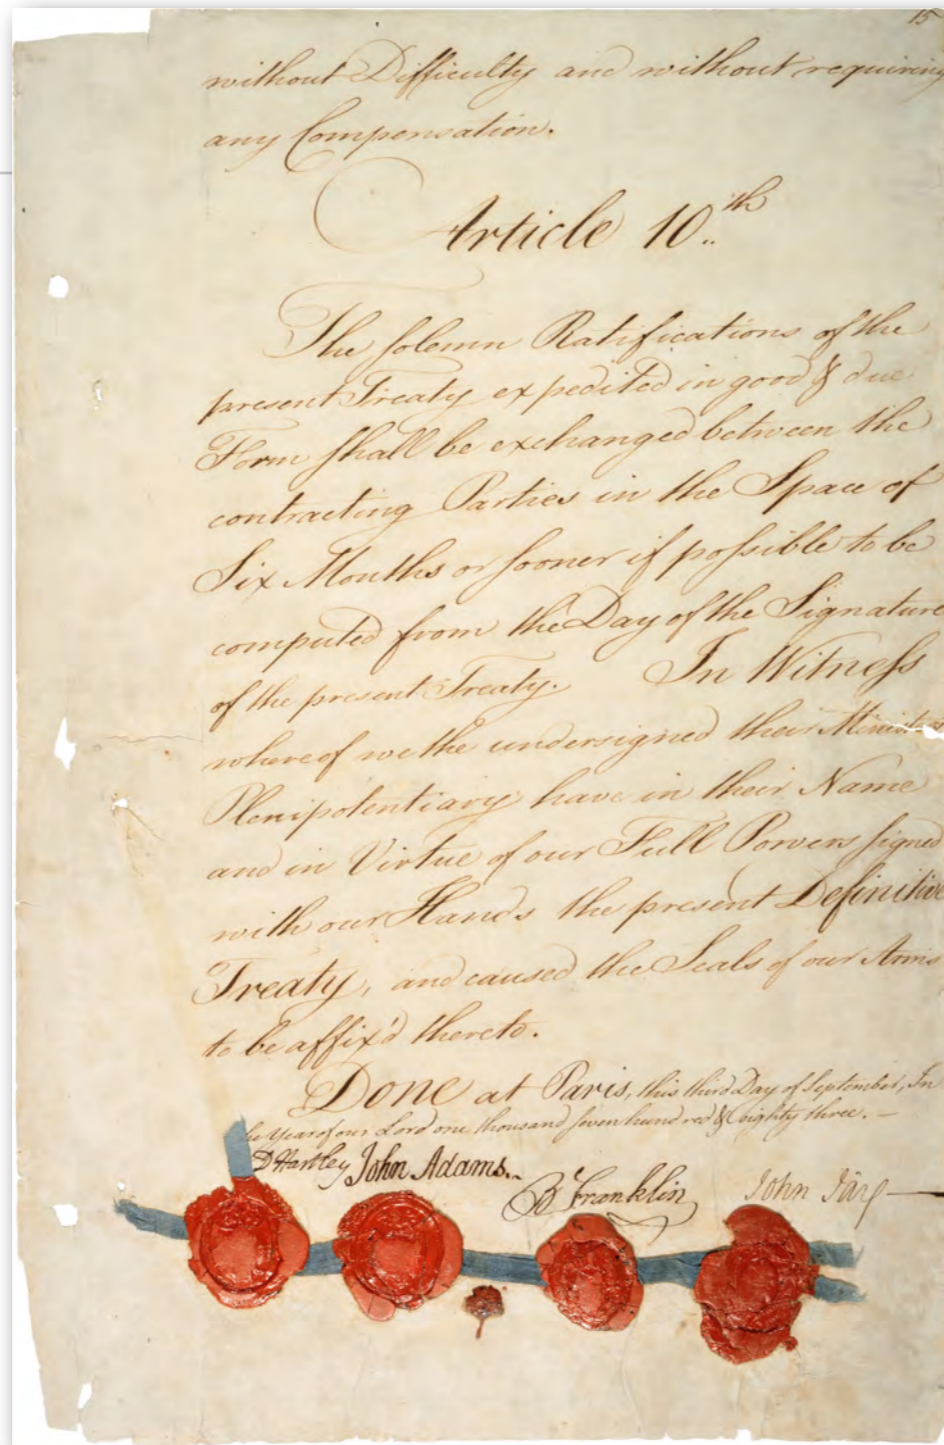 15
without Difficulty and without requiring
any Compensation.
Article 10.th
The solemn Ratifications of the
present Treaty expedited in good & due
Form shall be exchanged between the
contracting Parties in the Space of
Six Months or sooner if possible to be
computed from the Day of the Signature
of the present Treaty. In Witness
whereof we the undersigned their Ministers
Plenipotentiary have in their Name
and in Virtue of our Full Powers signed
with our Hands the present Definitive
Treaty, and caused the Seals of our Arms
to be affix'd thereto.
Done at Paris, this third Day of September, In
the Year of our Lord one thousand seven hundred & eighty three. —
D Hartley John Adams.
B Franklin John Jay —